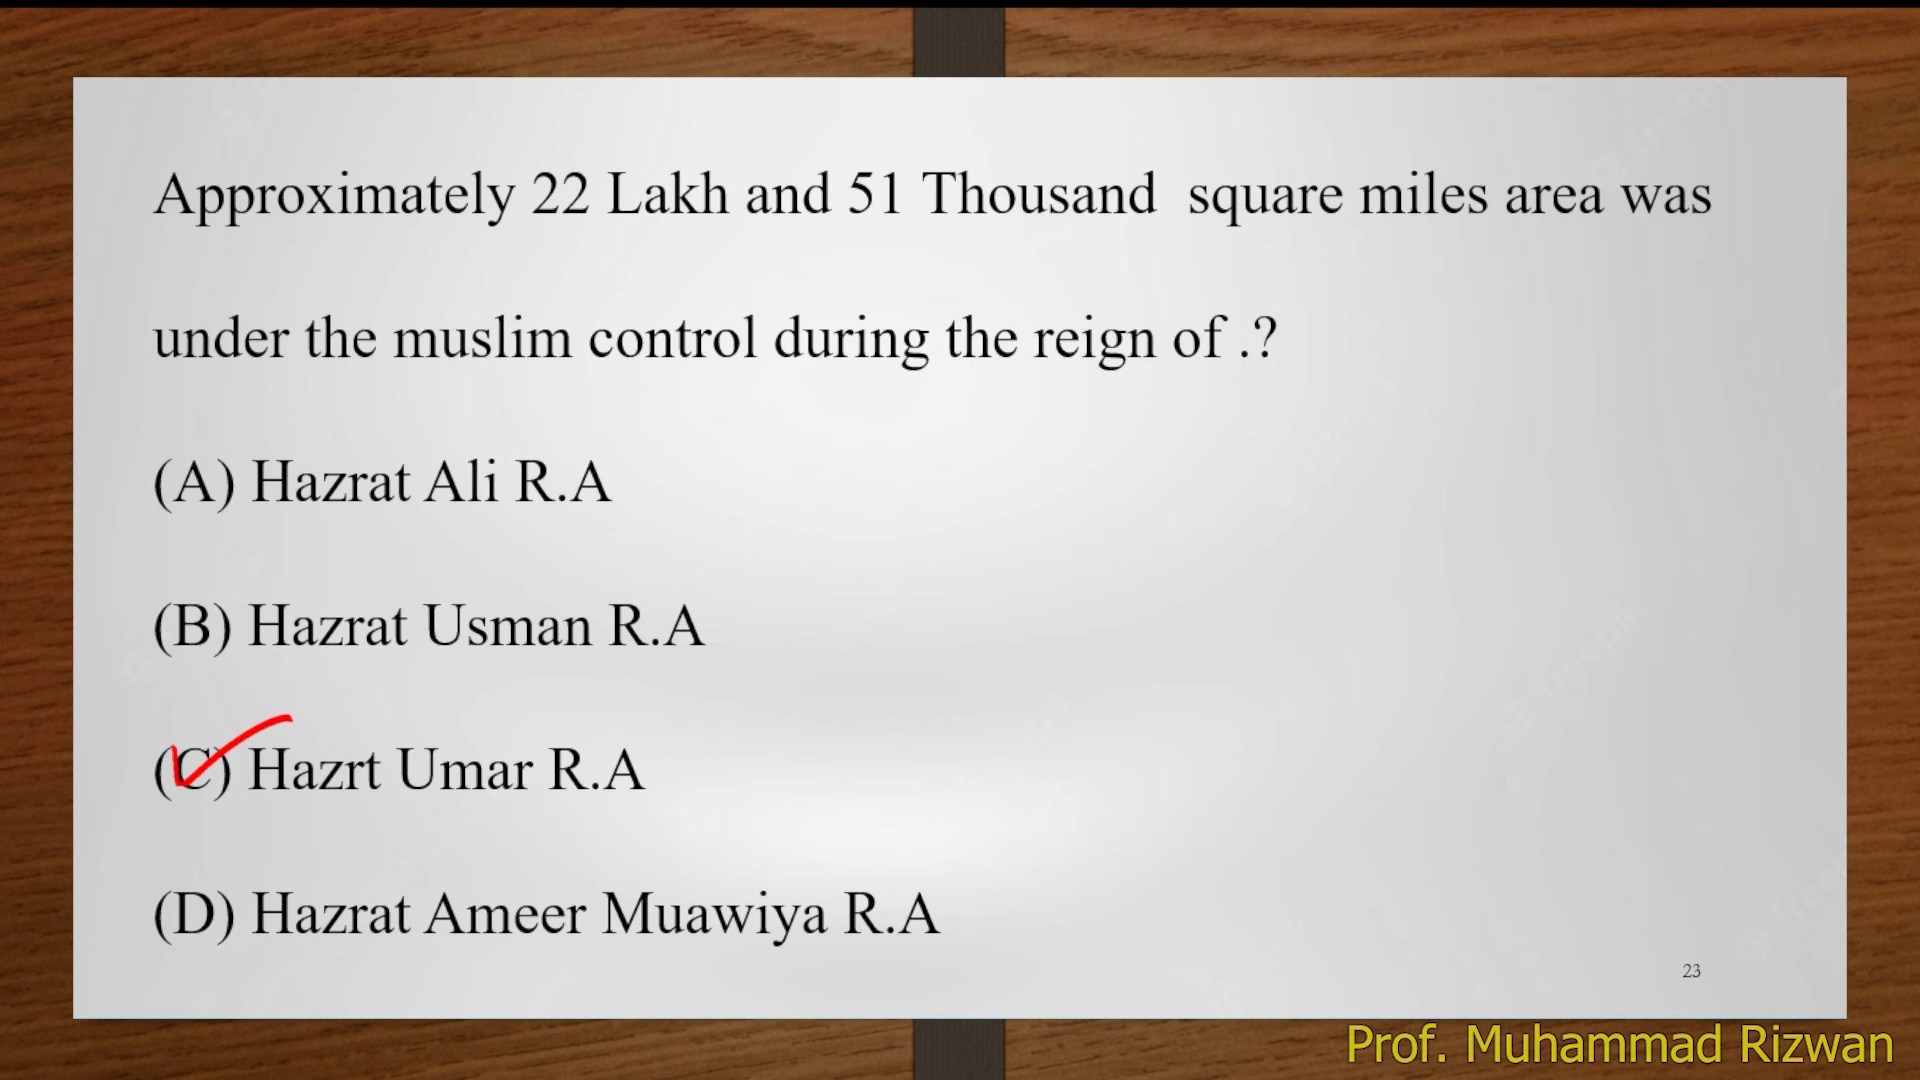 Approximately 22 Lakh and 51 Thousand square miles area was
under the muslim control during the reign of .?
(A) Hazrat Ali R.A
(B) Hazrat Usman R.A
(C) Hazrt Umar R.A
(D) Hazrat Ameer Muawiya R.A
23
Prof. Muhammad Rizwan